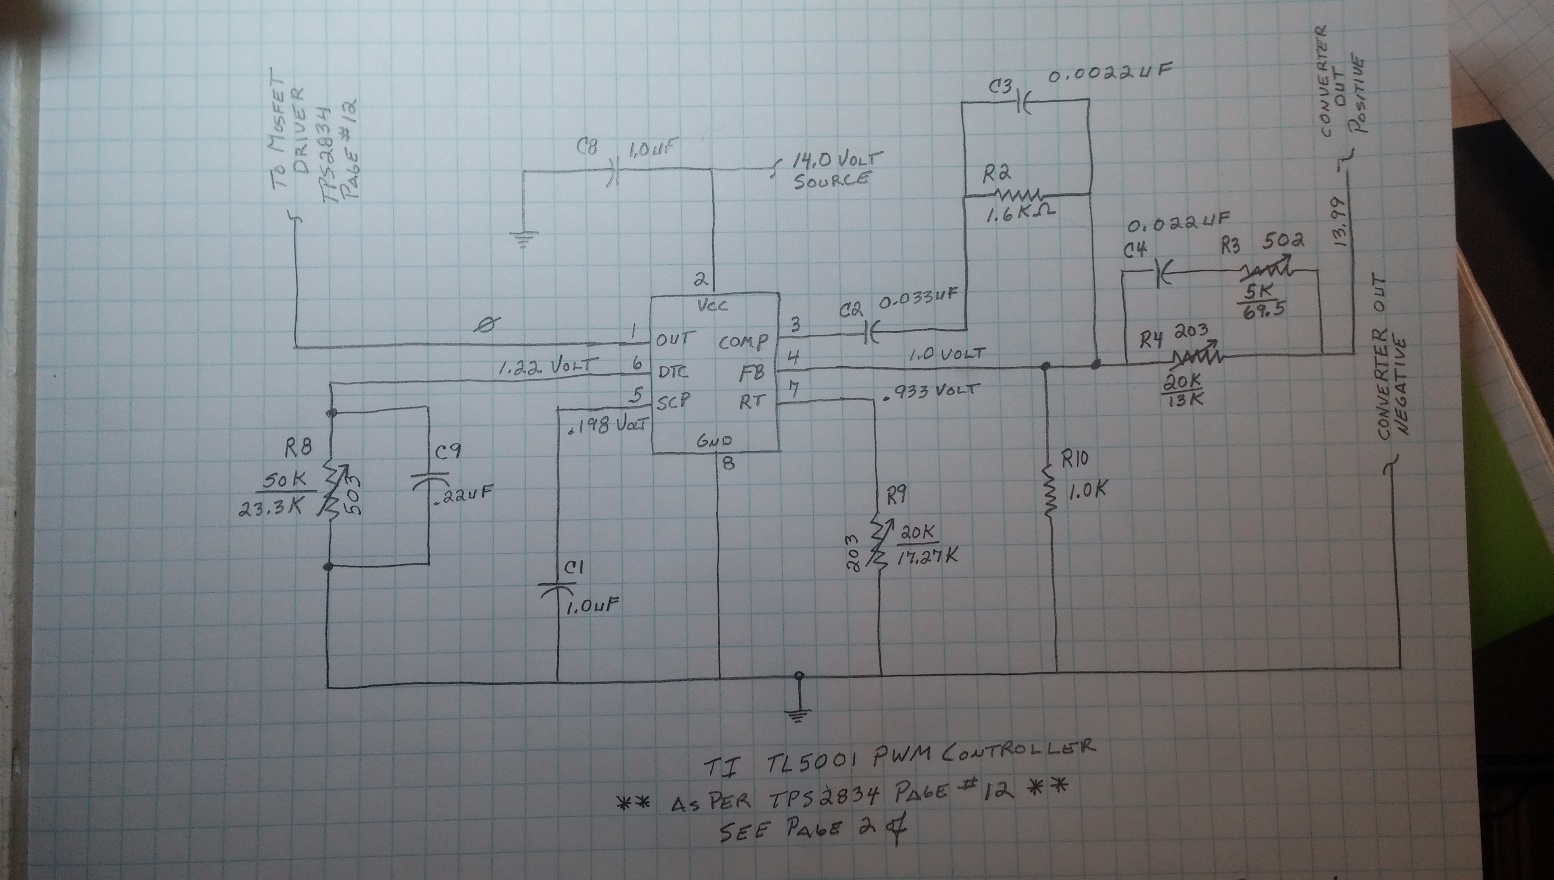 TO MOSFET
DRIVER
TPS2834
PAGE #12
C8
1.0uF
14.0 VOLT
SOURCE
C3
0.0022uF
R2
1.6KΩ
CONVERTER
OUT
POSITIVE
13.99
0.022uF
C4
R3
502
5K
69.5
CONVERTER OUT
NEGATIVE
2
VCC
C2
0.033uF
Ø
1
OUT
COMP
3
1.22 VOLT
6
DTC
FB
4
1.0 VOLT
R4
203
20K
13K
5
SCP
RT
7
.933 VOLT
.198 VOLT
GND
8
R8
50K
23.3K
503
C9
.22uF
R9
203
20K
17.27K
R10
1.0K
C1
1.0uF
TI TL5001 PWM CONTROLLER
** AS PER TPS2834 PAGE #12 **
SEE PAGE 2